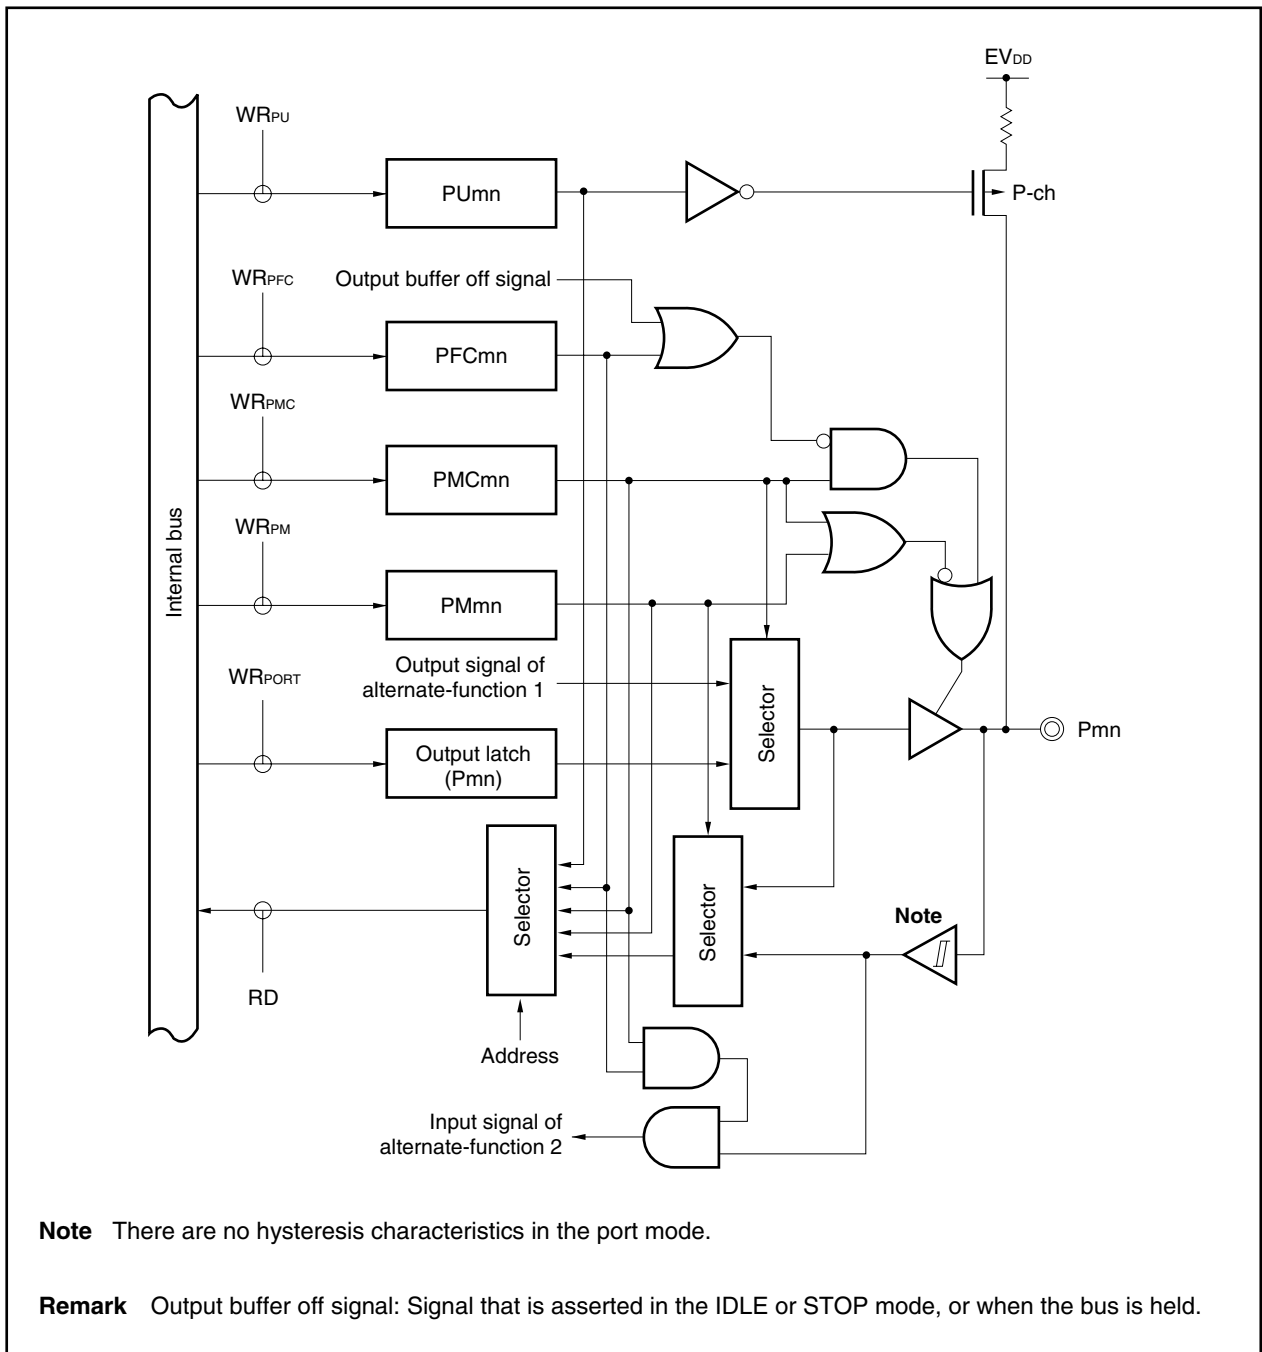 EVDD
WRPU
PUmn
P-ch
WRPFC
Output buffer off signal
PFCmn
WRPMC
PMCmn
WRPM
Internal bus
PMmn
Output signal of
alternate-function 1
WRPORT
Selector
Output latch
(Pmn)
Pmn
Selector
Selector
Note
RD
Address
Input signal of
alternate-function 2
Note There are no hysteresis characteristics in the port mode.
Remark Output buffer off signal: Signal that is asserted in the IDLE or STOP mode, or when the bus is held.